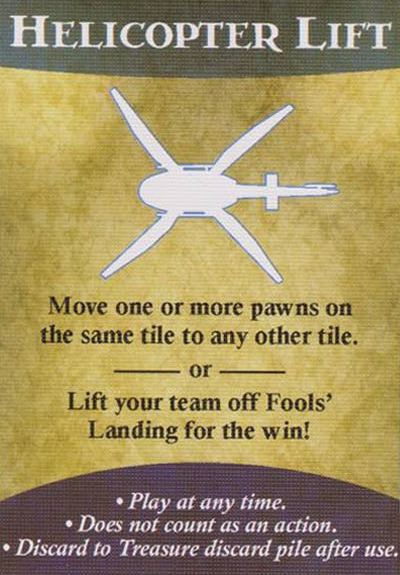 HELICOPTER LIFT
Move one or more pawns on
the same tile to any other tile.
or
Lift your team off Fools'
Landing for the win!
• Play at any time.
• Does not count as an action.
• Discard to Treasure discard pile after use.